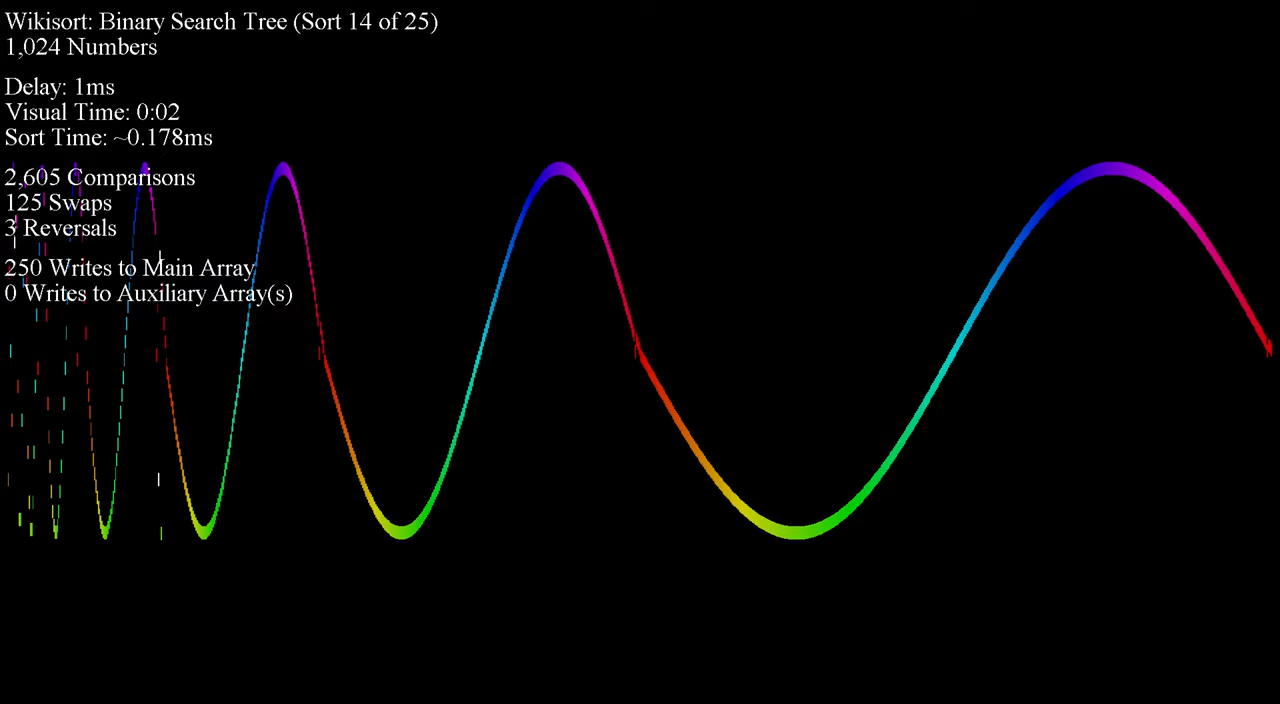 Wikisort: Binary Search Tree (Sort 14 of 25)
1,024 Numbers
Delay: 1ms
Visual Time: 0:02
Sort Time: ~0.178ms
2,605 Comparisons
125 Swaps
3 Reversals
250 Writes to Main Array
0 Writes to Auxiliary Array(s)